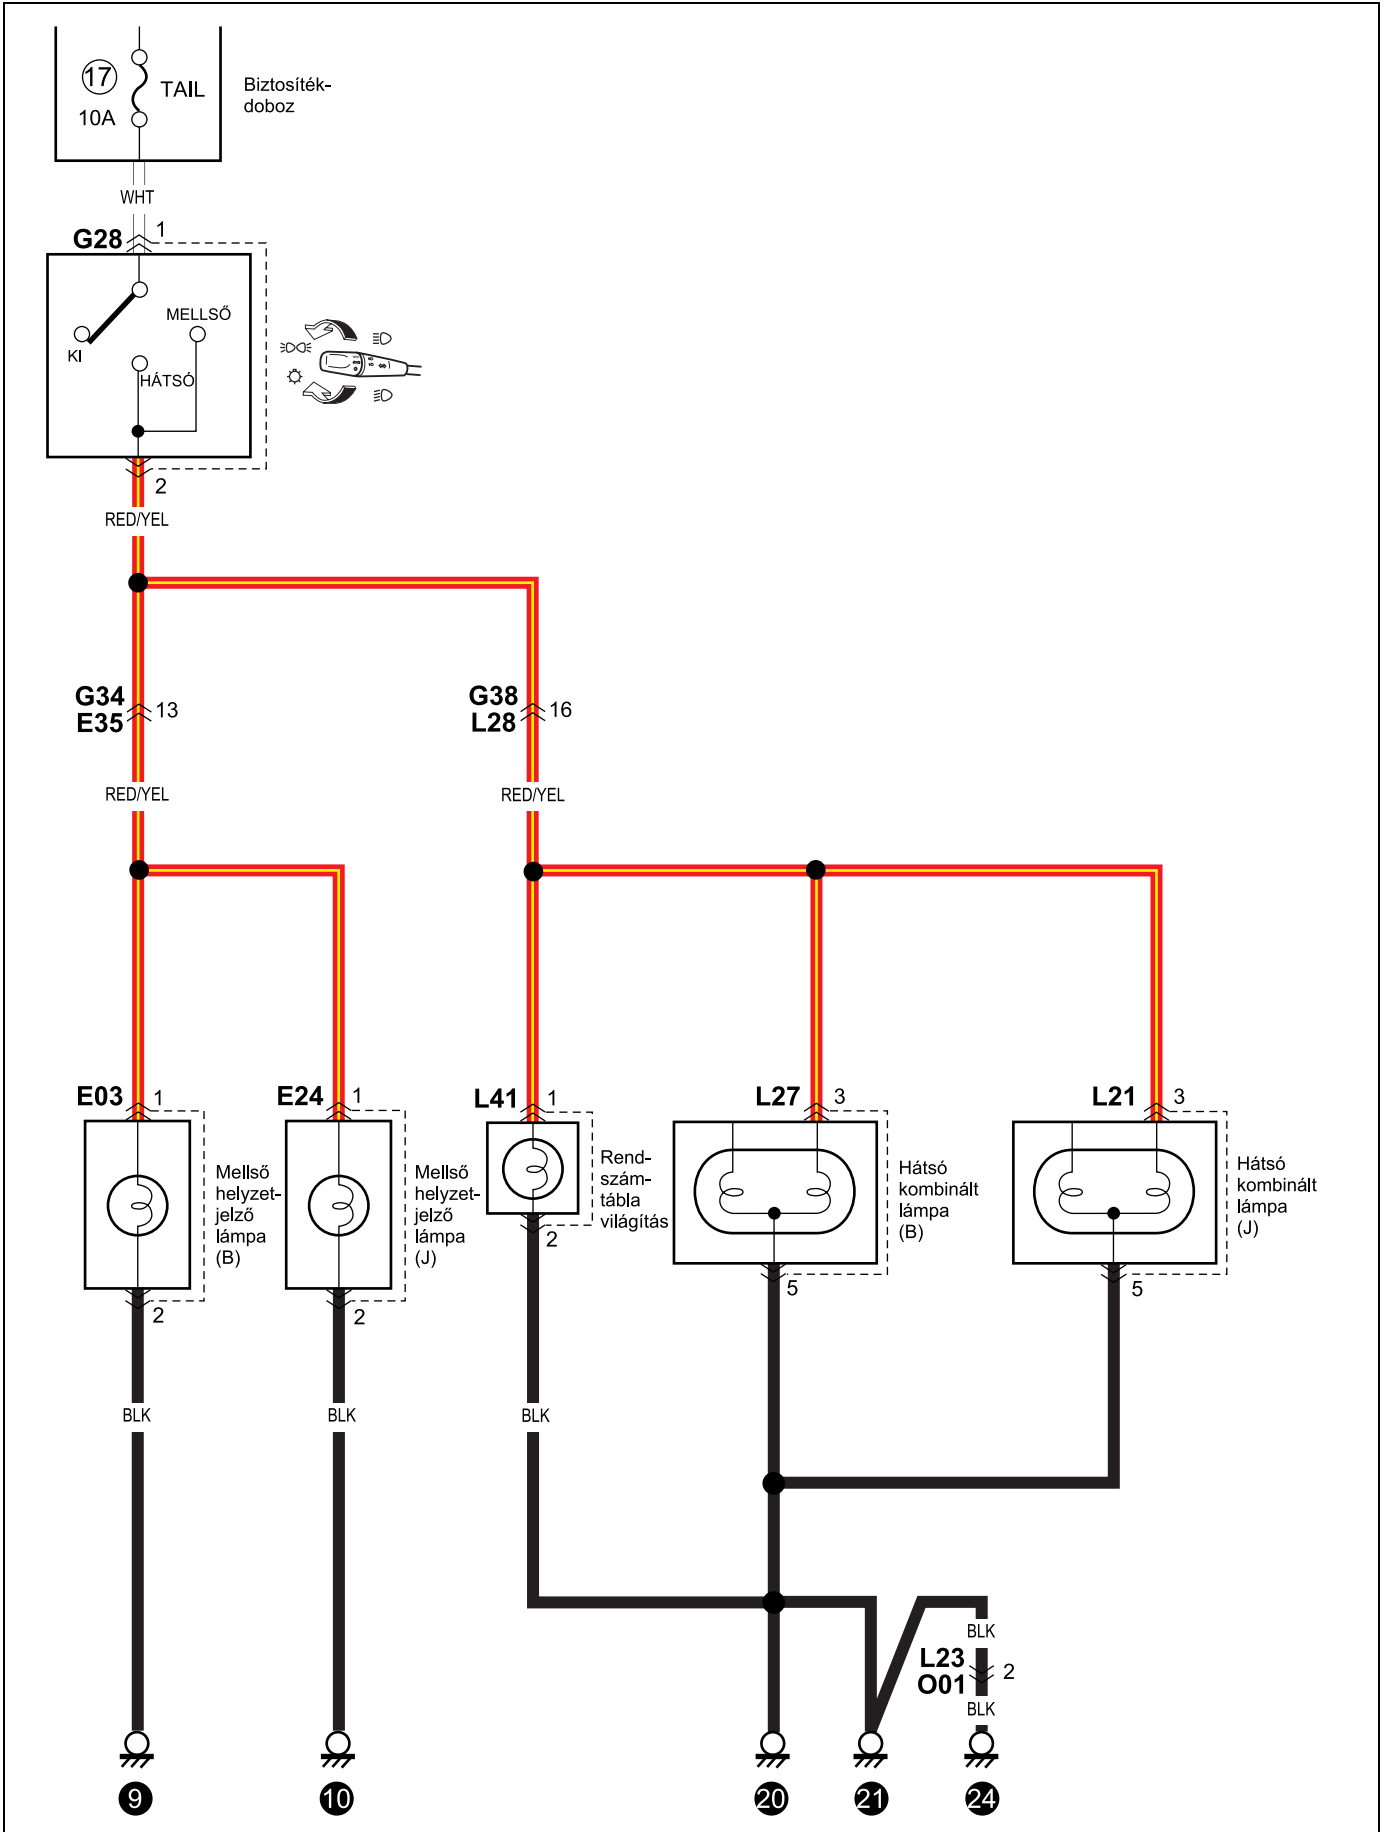 17
10A
TAIL
Biztosíték-
doboz
WHT
G28
1
MELLSŐ
KI
HÁTSÓ
2
RED/YEL
G34
E35
13
G38
L28
16
RED/YEL
RED/YEL
E03
1
E24
1
L41
1
L27
3
L21
3
Mellső
helyzet-
jelző
lámpa
(B)
Mellső
helyzet-
jelző
lámpa
(J)
Rend-
szám-
tábla
világítás
Hátsó
kombinált
lámpa
(B)
Hátsó
kombinált
lámpa
(J)
2
2
2
5
5
BLK
BLK
BLK
BLK
L23
O01
2
BLK
9
10
20
21
24